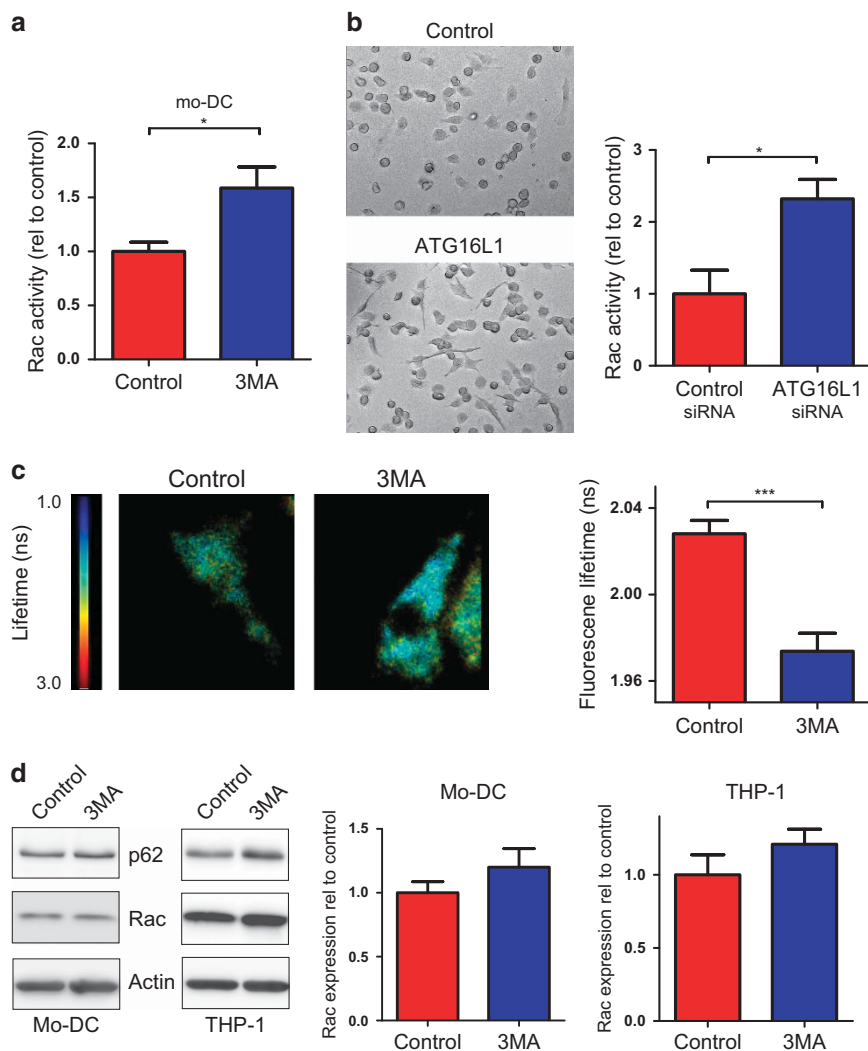 a
mo-DC
*
Rac activity (rel to control)
2.0
1.5
1.0
0.5
0.0
Control
3MA
b
Control
ATG16L1
*
Rac activity (rel to control)
3
2
1
0
Control
siRNA
ATG16L1
siRNA
c
Control
3MA
Lifetime (ns)
1.0
3.0
***
Fluorescene lifetime (ns)
2.04
2.00
1.96
Control
3MA
d
Control
3MA
Control
3MA
p62
Rac
Actin
Mo-DC
THP-1
Mo-DC
Rac expression rel to control
1.5
1.0
0.5
0.0
Control
3MA
THP-1
Rac expression rel to control
1.0
0.5
0.0
Control
3MA